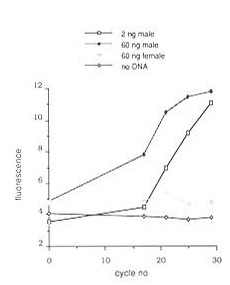 2 ng male
60 ng male
60 ng female
no DNA
12
10
8
6
4
2
fluorescence
0
10
20
30
cycle no.